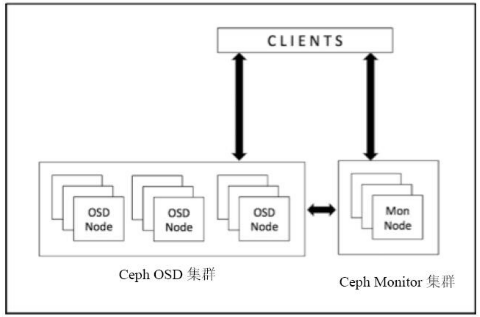 CLIENTS
OSD
Node
OSD
Node
OSD
Node
Mon
Node
Ceph OSD 集群
Ceph Monitor 集群